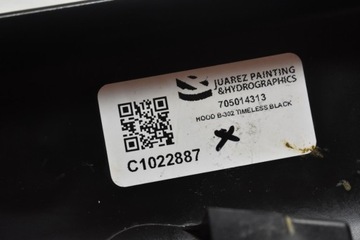 JUAREZ PAINTING
& HYDROGRAPHICS
705014313
HOOD B-302 TIMELESS BLACK
C1022887